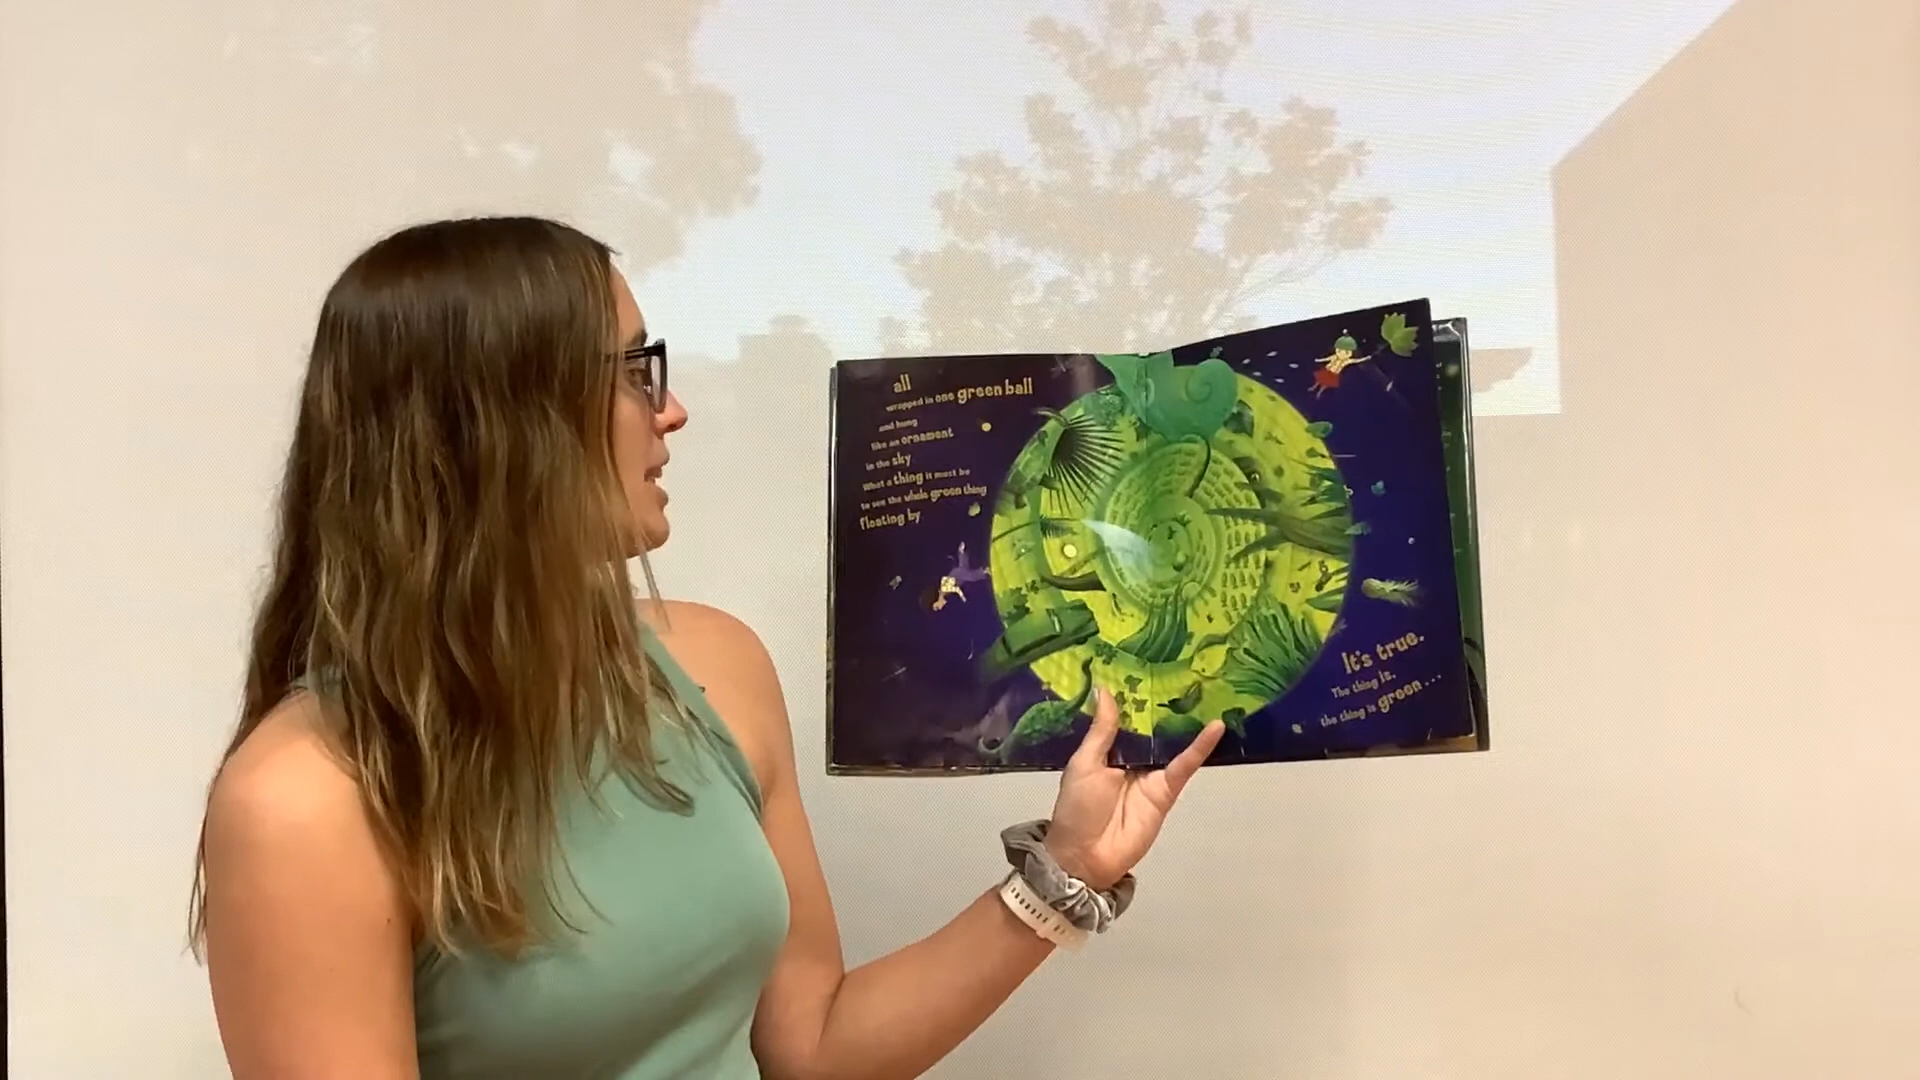 all
wrapped in one green ball
and hung
like an ornament
in the sky
What a thing it must be
to see the whole green thing
floating by
It's true.
The thing is,
the thing is green...